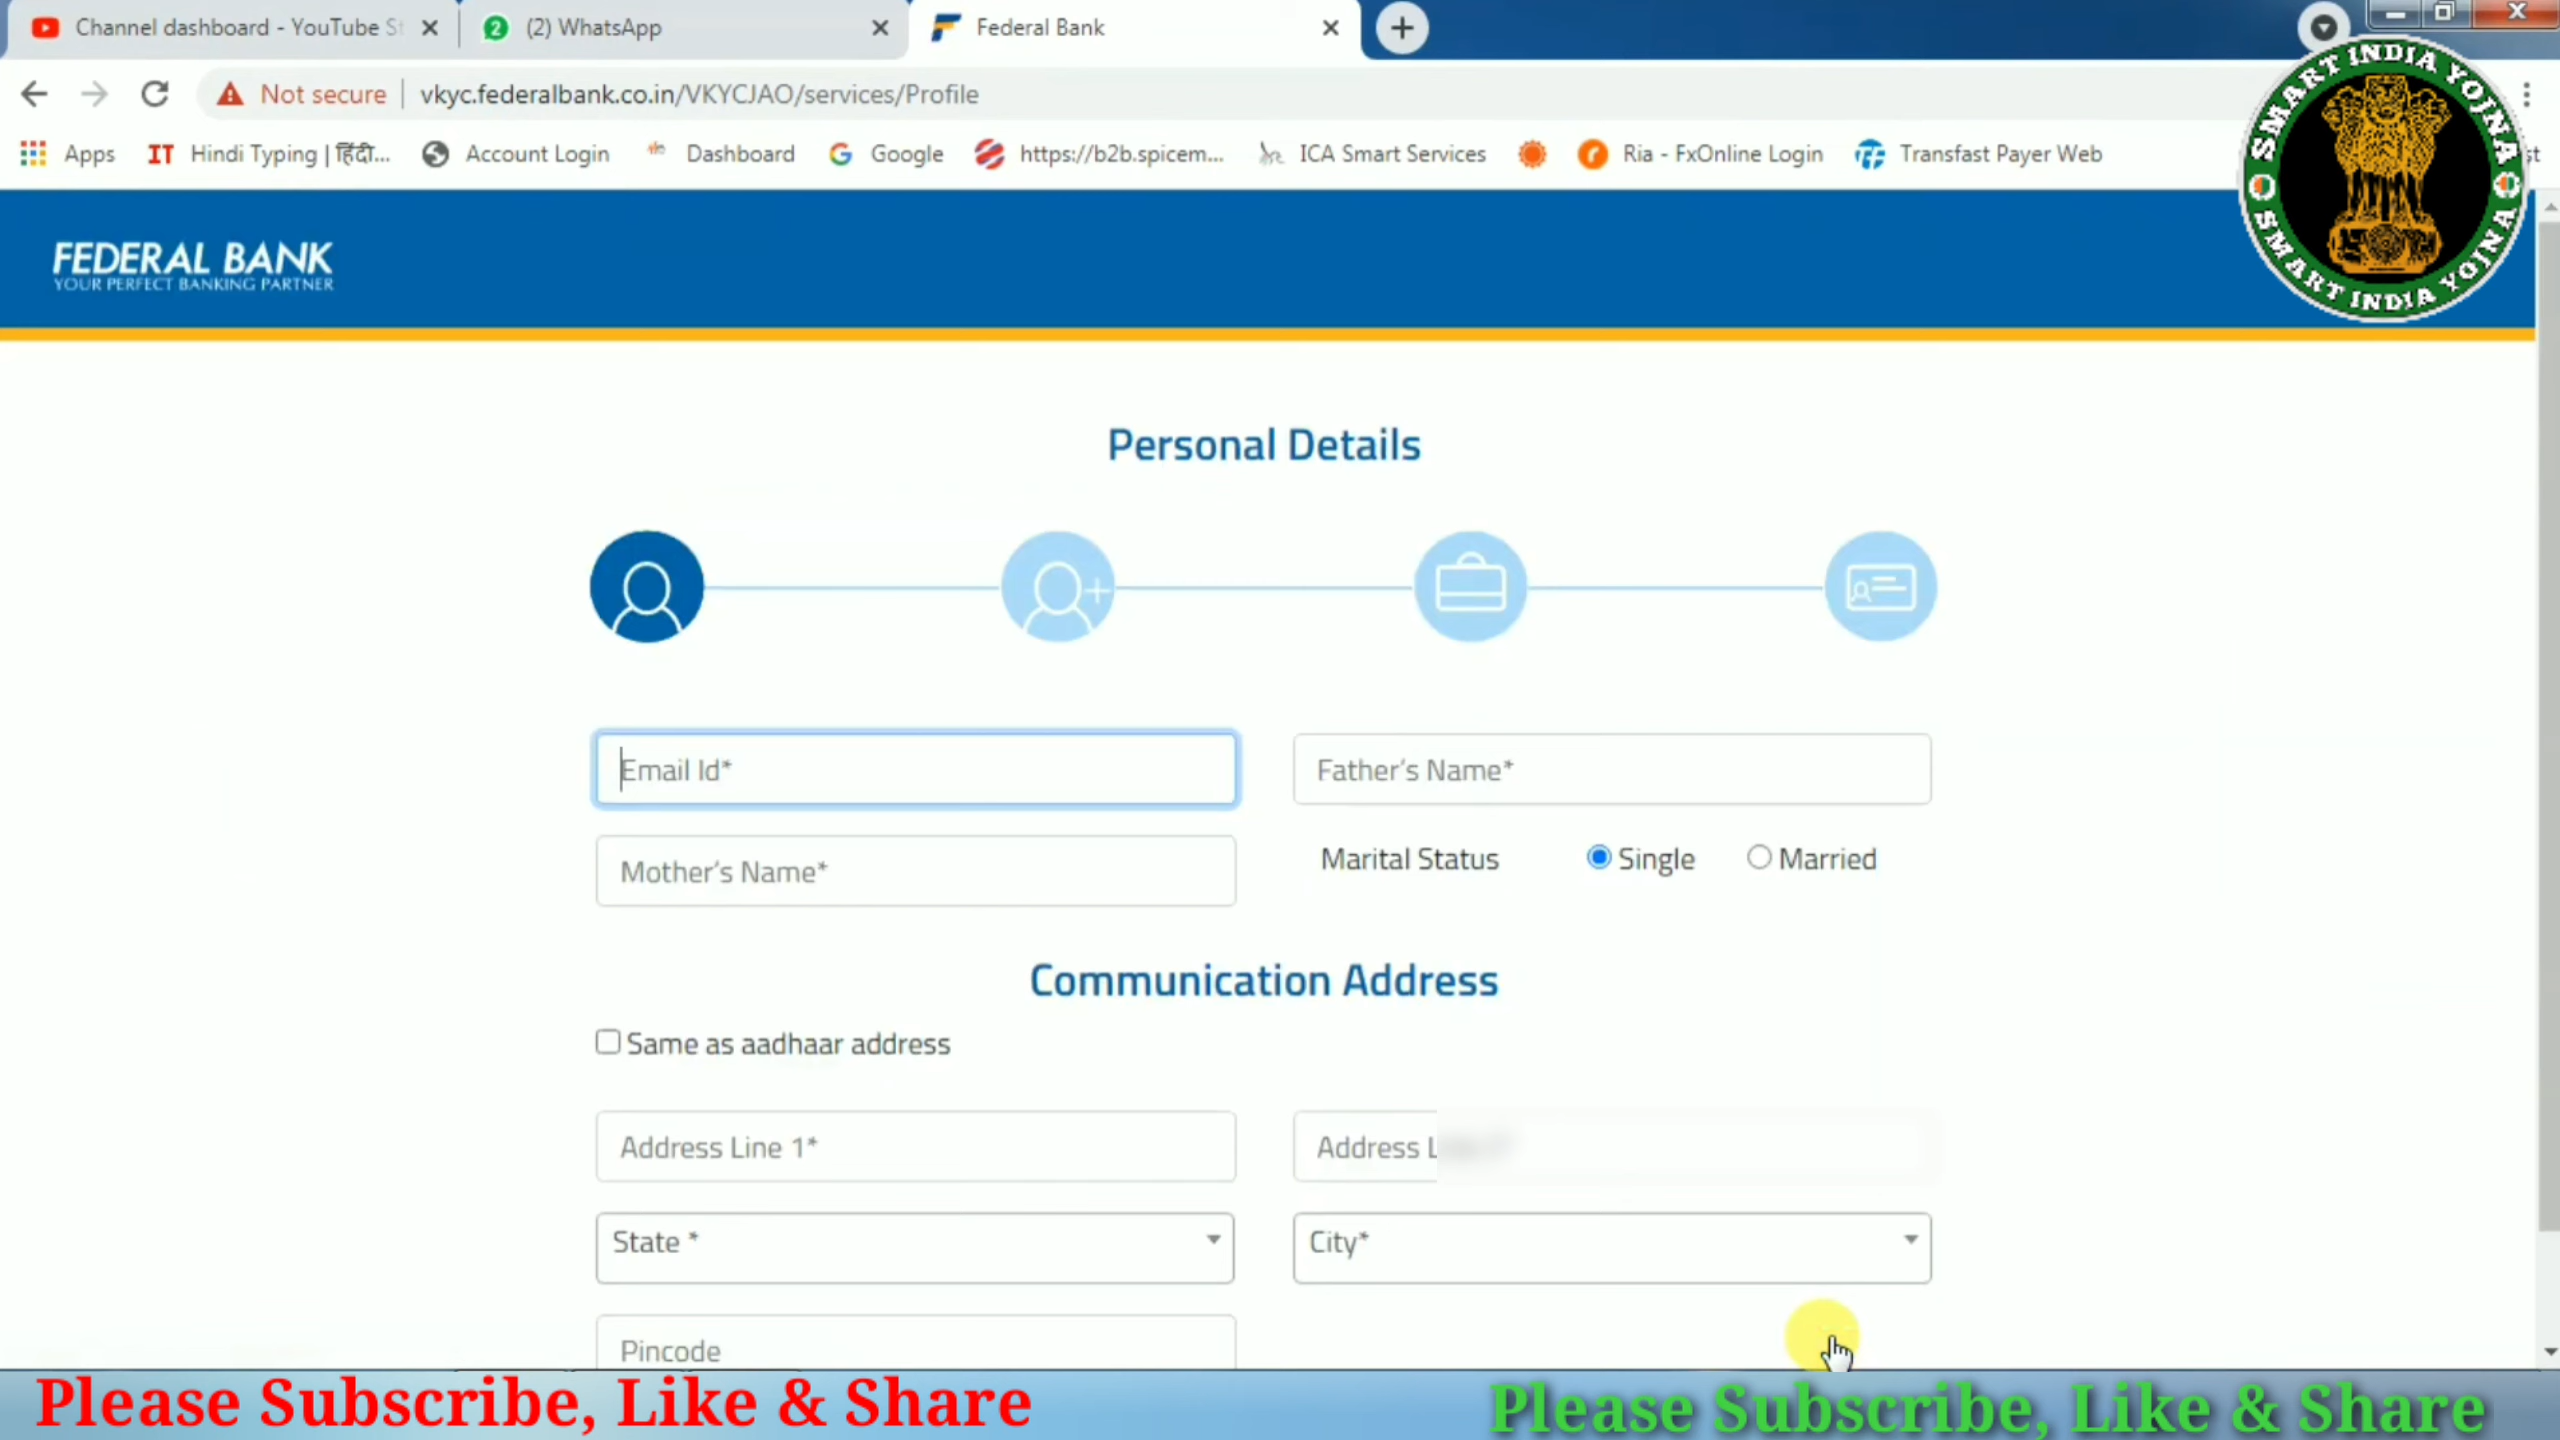 Channel dashboard - YouTube St
2 (2) WhatsApp
Federal Bank
Not secure
vkyc.federalbank.co.in/VKYCJAO/services/Profile
Apps
IT Hindi Typing | हिंदी...
Account Login
Dashboard
Google
https://b2b.spicem...
ICA Smart Services
Ria - FxOnline Login
Transfast Payer Web
st
SMART INDIA YOJNA
SMART INDIA YOJNA
FEDERAL BANK
YOUR PERFECT BANKING PARTNER
Personal Details
Email Id*
Father's Name*
Mother's Name*
Marital Status
Single
Married
Communication Address
Same as aadhaar address
Address Line 1*
Address L
State *
City*
Pincode
Please Subscribe, Like & Share
Please Subscribe, Like & Share